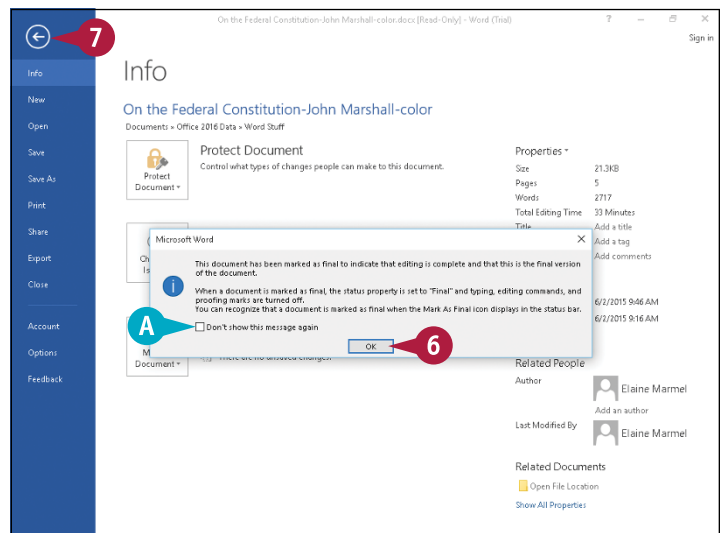 On the Federal Constitution-John Marshall-color.docx [Read-Only] - Word (Trial)
?
Sign in
7
Info
New
Open
Save
Save As
Print
Share
Export
Close
Account
Options
Feedback
Info
On the Federal Constitution-John Marshall-color
Documents » Office 2016 Data » Word Stuff
Protect
Document
Protect Document
Control what types of changes people can make to this document.
Ch
Is
M
Document
There are no unsaved changes.
Microsoft Word
This document has been marked as final to indicate that editing is complete and that this is the final version
of the document.
When a document is marked as final, the status property is set to "Final" and typing, editing commands, and
proofing marks are turned off.
You can recognize that a document is marked as final when the Mark As Final icon displays in the status bar.
A
Don't show this message again
OK
6
Properties
Size 21.3KB
Pages 5
Words 2717
Total Editing Time 33 Minutes
Title Add a title
Add a tag
Add comments
6/2/2015 9:46 AM
6/2/2015 9:16 AM
Related People
Author
Elaine Marmel
Add an author
Last Modified By
Elaine Marmel
Related Documents
Open File Location
Show All Properties